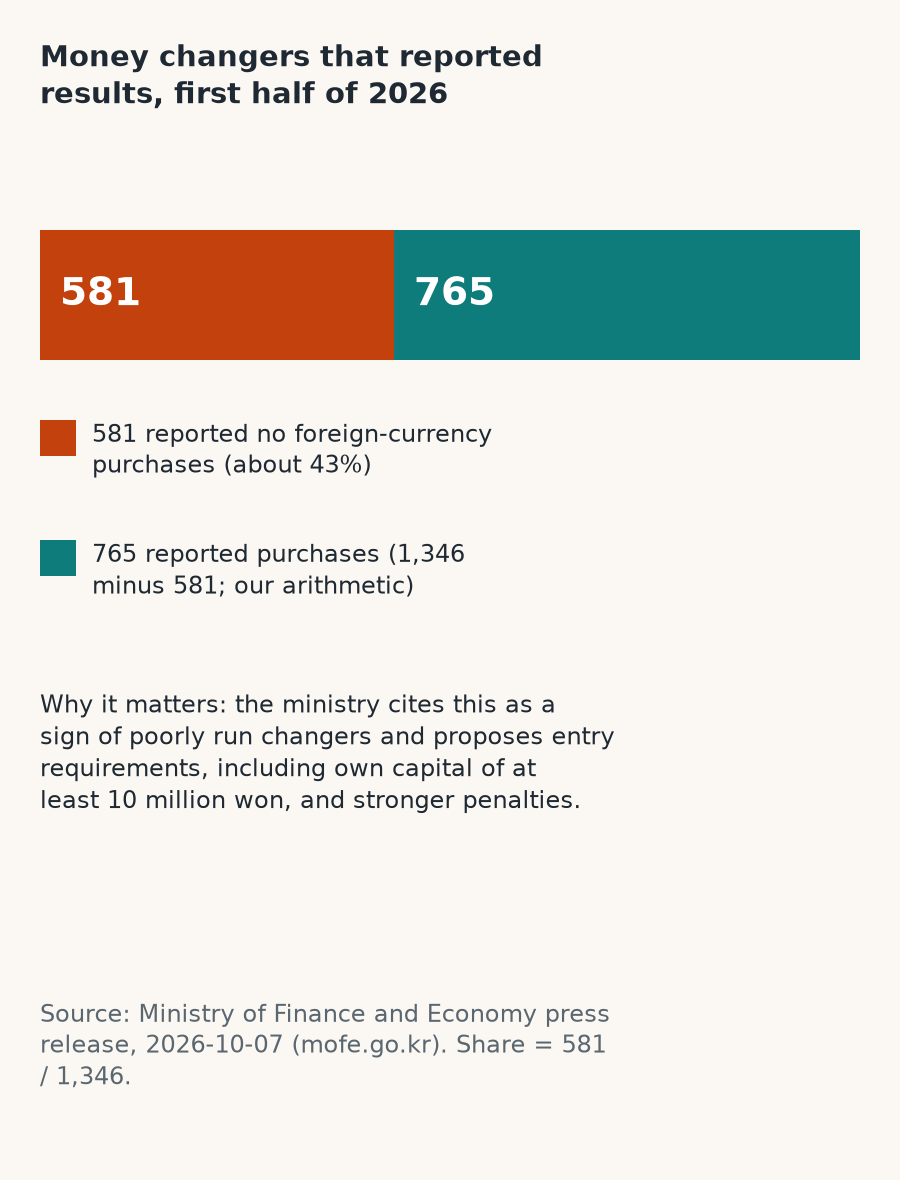 Money changers that reported
results, first half of 2026
581
765
581 reported no foreign-currency
purchases (about 43%)
765 reported purchases (1,346
minus 581; our arithmetic)
Why it matters: the ministry cites this as a
sign of poorly run changers and proposes entry
requirements, including own capital of at
least 10 million won, and stronger penalties.
Source: Ministry of Finance and Economy press
release, 2026-10-07 (mofe.go.kr). Share = 581
/ 1,346.